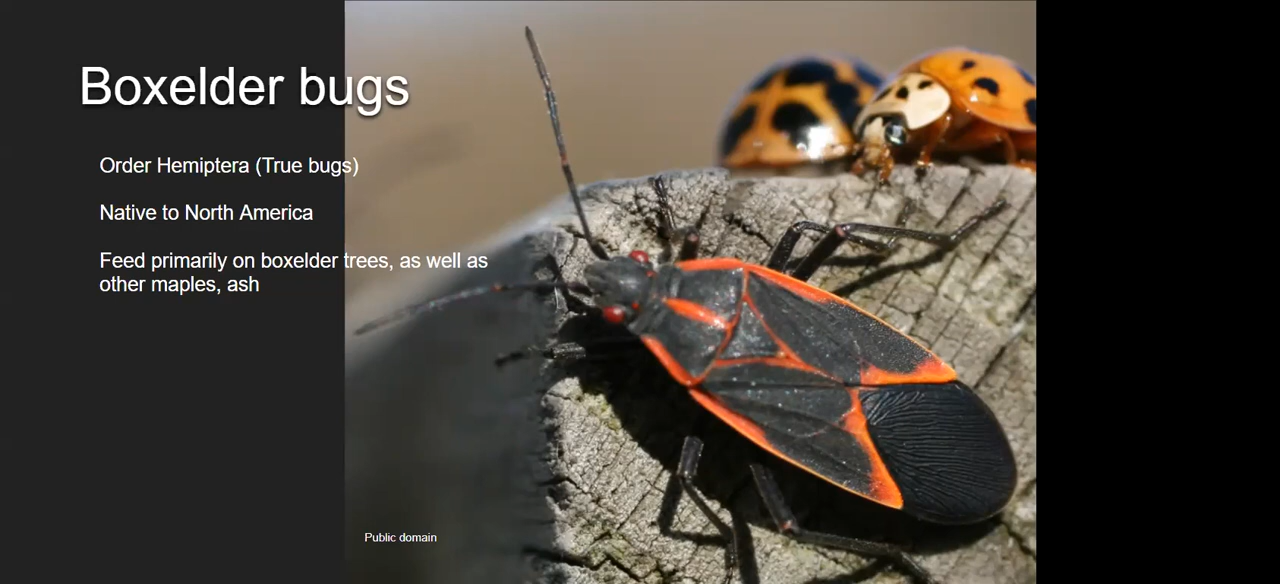 Boxelder bugs
Order Hemiptera (True bugs)
Native to North America
Feed primarily on boxelder trees, as well as
other maples, ash
Public domain